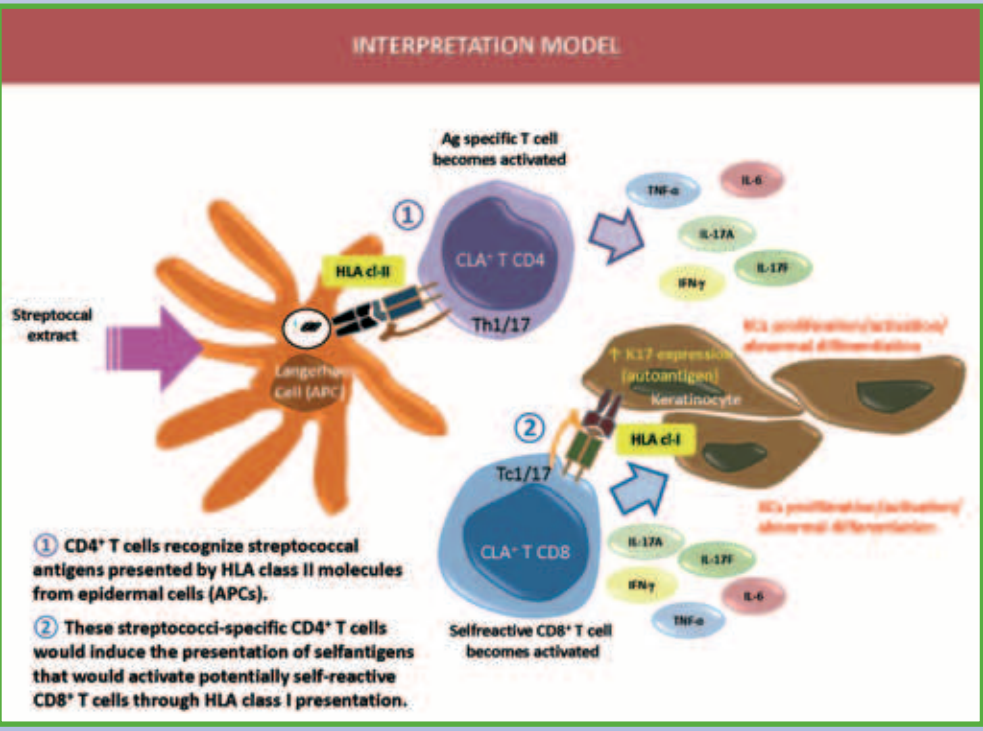 INTERPRETATION MODEL
Ag specific T cell
becomes activated
TNF-α
IL-6
①
IL-17A
CLA⁺ T CD4
HLA cl-II
IL-17F
IFNγ
Streptoccal
extract
Th1/17
KCs proliferation/activation/
abnormal differentiation
↑ K17 expression
(autoantigen)
Langerhans
Cell (APC)
Keratinocyte
②
HLA cl-I
Tc1/17
KCs proliferation/activation/
abnormal differentiation
IL-17A
CLA⁺ T CD8
IL-17F
IFNγ
IL-6
TNF-α
① CD4⁺ T cells recognize streptococcal
antigens presented by HLA class II molecules
from epidermal cells (APCs).
② These streptococci-specific CD4⁺ T cells
would induce the presentation of selfantigens
that would activate potentially self-reactive
CD8⁺ T cells through HLA class I presentation.
Selfreactive CD8⁺ T cell
becomes activated